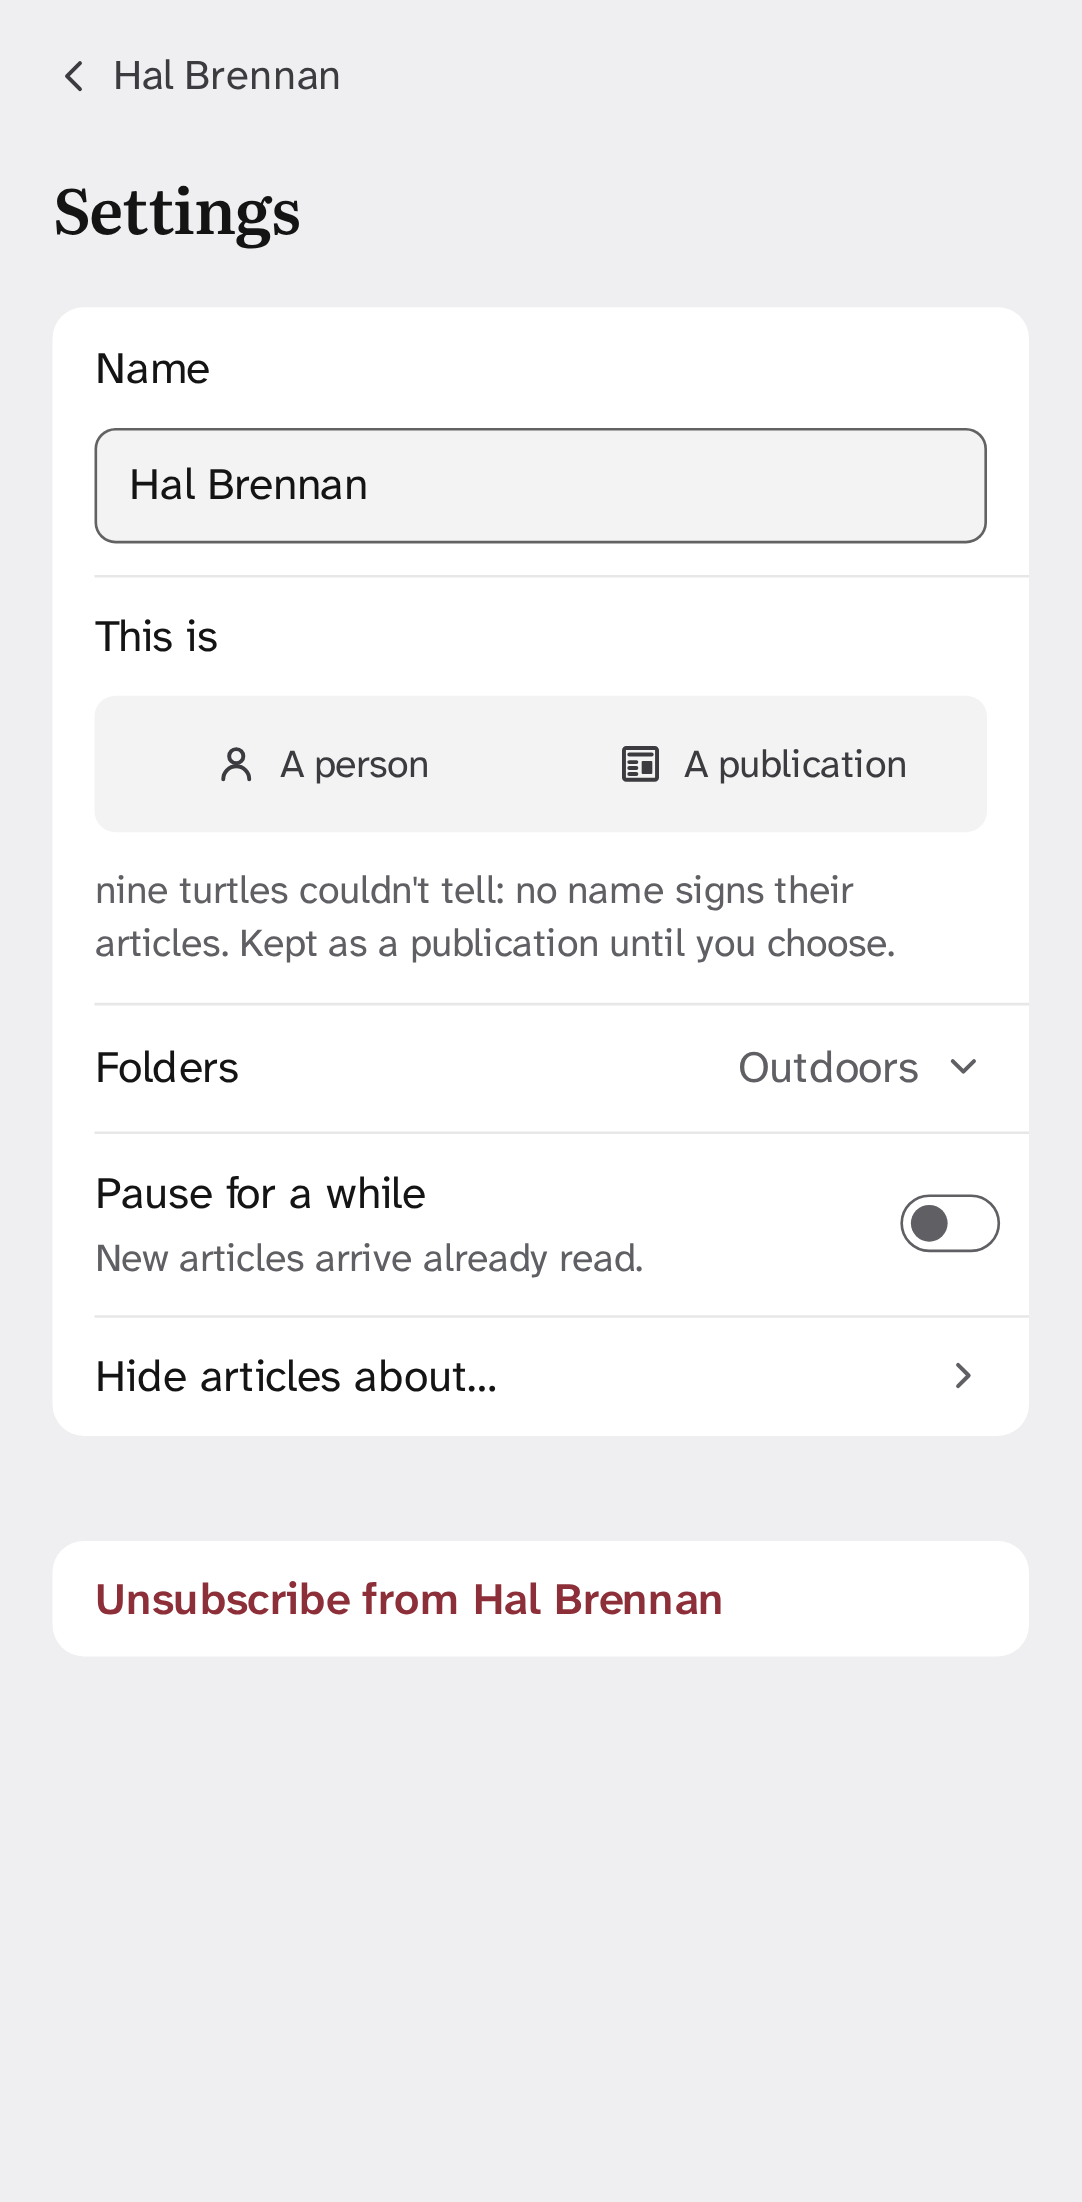 Hal Brennan
Settings
Name
Hal Brennan
This is
A person
A publication
nine turtles couldn't tell: no name signs their
articles. Kept as a publication until you choose.
Folders
Outdoors
Pause for a while
New articles arrive already read.
Hide articles about...
Unsubscribe from Hal Brennan